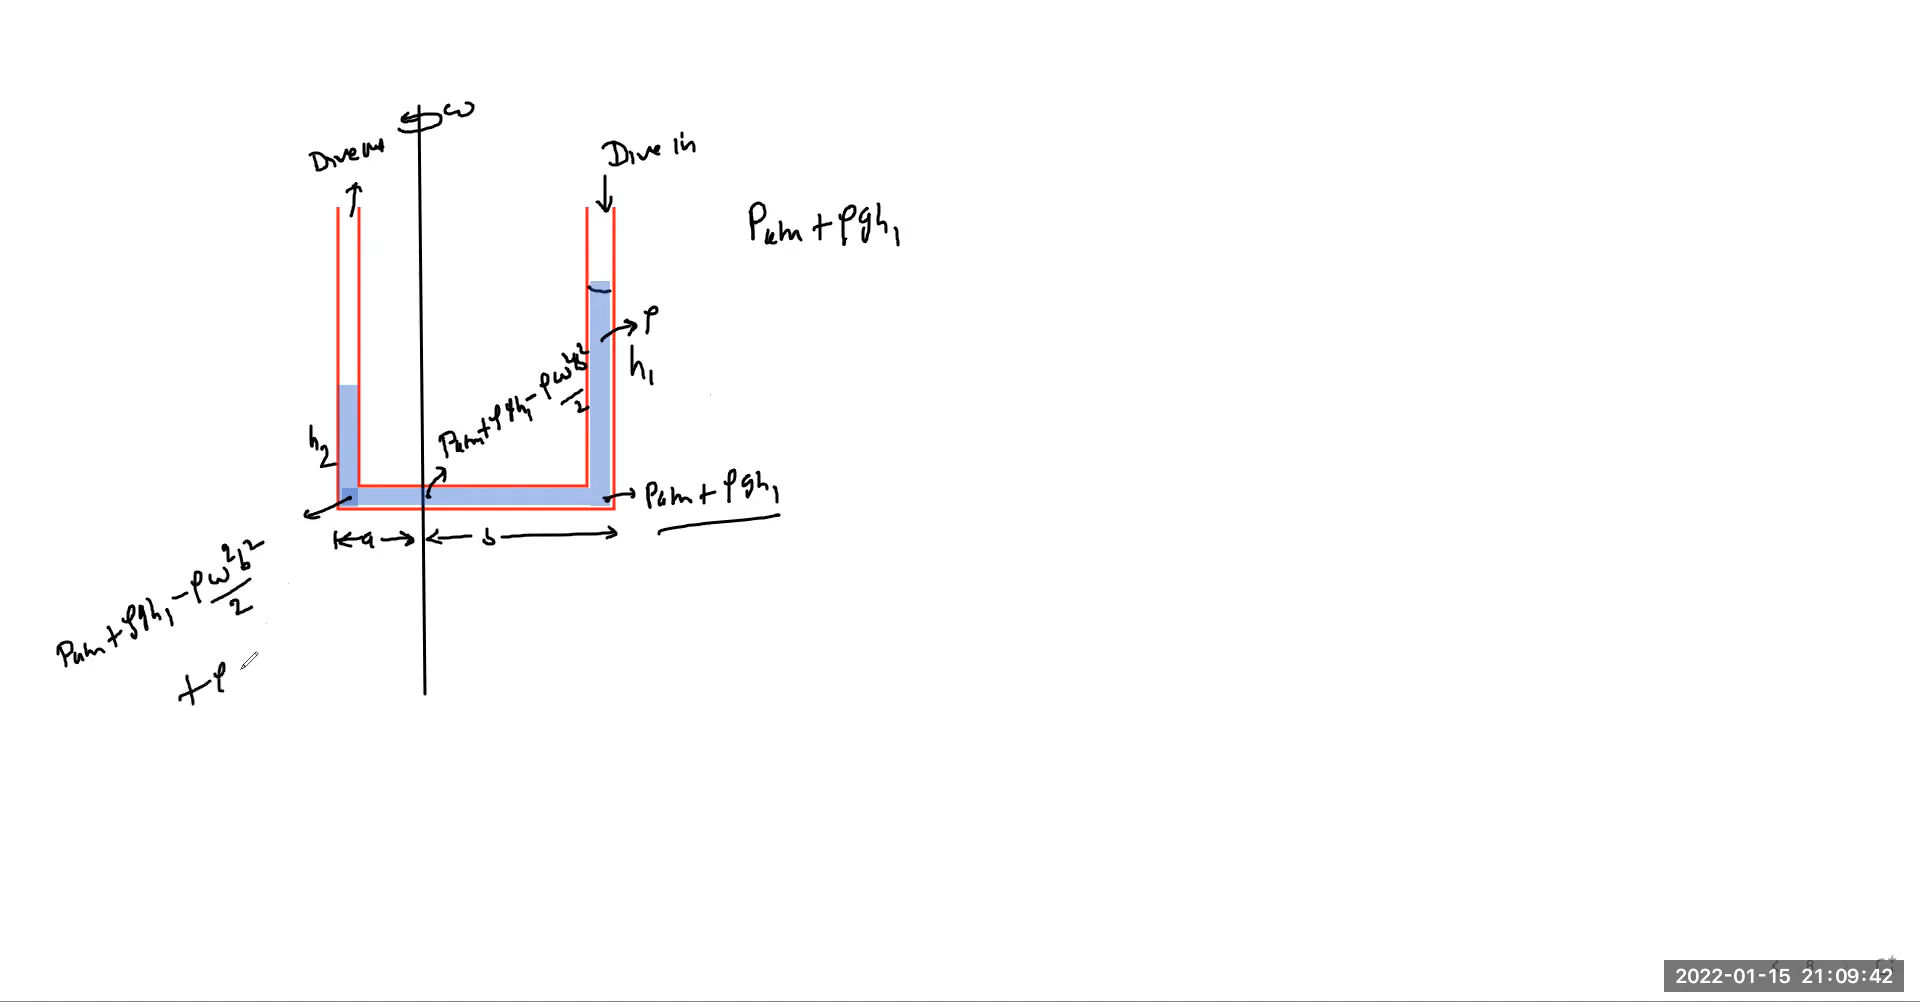 ω
Dive out
Dive in
Patm + ρgh₁
ρ
h₁
Patm + ρgh₁ - ρω²b²/2
h₂
Patm + ρgh₁
a
b
Patm + ρgh₁ - ρω²b²/2
+ ρ
2022-01-15 21:09:42